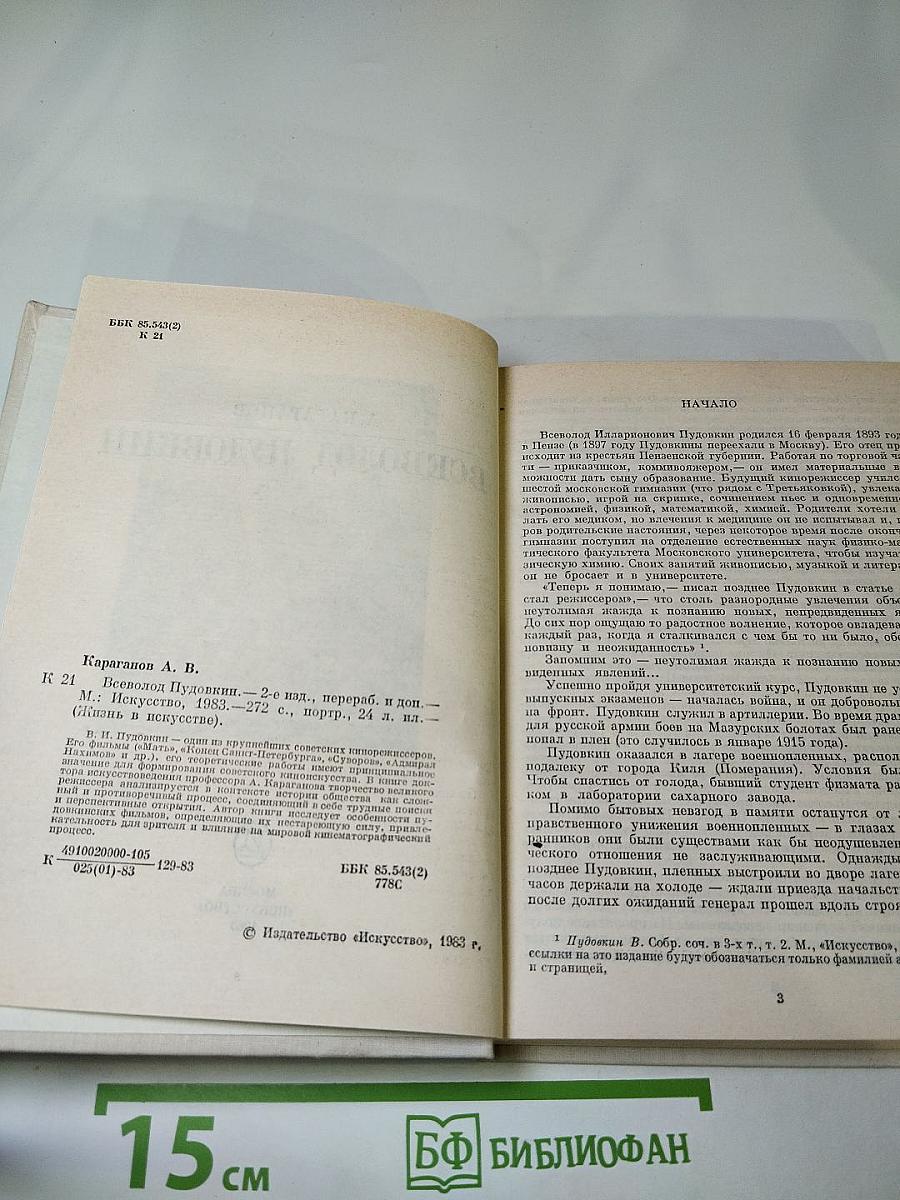 ББК 85.543(2)
К 21
Караганов А. В.
К 21 Всеволод Пудовкин.— 2-е изд., перераб. и доп.—
М.: Искусство, 1983.—272 с., портр., 24 л. ил.—
(Жизнь в искусстве).
В. И. Пудовкин — один из крупнейших советских кинорежиссеров.
Его фильмы («Мать», «Конец Санкт-Петербурга», «Суворов», «Адмирал
Нахимов» и др.), его теоретические работы имеют принципиальное
значение для формирования советского киноискусства. В книге док-
тора искусствоведения профессора А. Караганова творчество великого
режиссера анализируется в контексте истории общества как слож-
ный и противоречивый процесс, соединяющий в себе трудные поиски
и перспективные открытия. Автор книги исследует особенности пу-
довкинских фильмов, определяющие их нестареющую силу, привле-
кательность для зрителя и влияние на мировой кинематографический
процесс.
К 4910020000-105
025(01)-83 129-83
ББК 85.543(2)
778С
© Издательство «Искусство», 1983 г.
НАЧАЛО
Всеволод Илларионович Пудовкин родился 16 февраля 1893 год
в Пензе (в 1897 году Пудовкины переехали в Москву). Его отец пр
исходит из крестьян Пензенской губернии. Работая по торговой ча
ти — приказчиком, коммивояжером,— он имел материальные в
можности дать сыну образование. Будущий кинорежиссер училс
шестой московской гимназии (что рядом с Третьяковкой), увлека
живописью, игрой на скрипке, сочинением пьес и одновременн
астрономией, физикой, математикой, химией. Родители хотели
лать его медиком, но влечения к медицине он не испытывал и,
ров родительские настояния, через некоторое время после оконч
гимназии поступил на отделение естественных наук физико-ма
тического факультета Московского университета, чтобы изучат
зическую химию. Своих занятий живописью, музыкой и литера
он не бросает и в университете.
«Теперь я понимаю,— писал позднее Пудовкин в статье
стал режиссером»,— что столь разнородные увлечения объ
неутолимая жажда к познанию новых, непредвиденных я
До сих пор ощущаю то радостное волнение, которое овладева
каждый раз, когда я сталкивался с чем бы то ни было, об
новизну и неожиданность» 1.
Запомним это — неутолимая жажда к познанию новых
виденных явлений...
Успешно пройдя университетский курс, Пудовкин не ус
выпускных экзаменов — началась война, и он доброволь
на фронт. Пудовкин служил в артиллерии. Во время дра
для русской армии боев на Мазурских болотах был ране
попал в плен (это случилось в январе 1915 года).
Пудовкин оказался в лагере военнопленных, распол
подалеку от города Киля (Померания). Условия был
Чтобы спастись от голода, бывший студент физмата ра
ком в лаборатории сахарного завода.
Помимо бытовых невзгод в памяти останутся от
нравственного унижения военнопленных — в глазах
ранников они были существами как бы неодушевлен
ческого отношения не заслуживающими. Однажды
позднее Пудовкин, пленных выстроили во дворе лаге
часов держали на холоде — ждали приезда начальст
после долгих ожиданий генерал прошел вдоль строя
1 Пудовкин В. Собр. соч. в 3-х т., т. 2. М., «Искусство»,
ссылки на это издание будут обозначаться только фамилией а
и страницей,
3
15 см
БФ БИБЛИОФАН